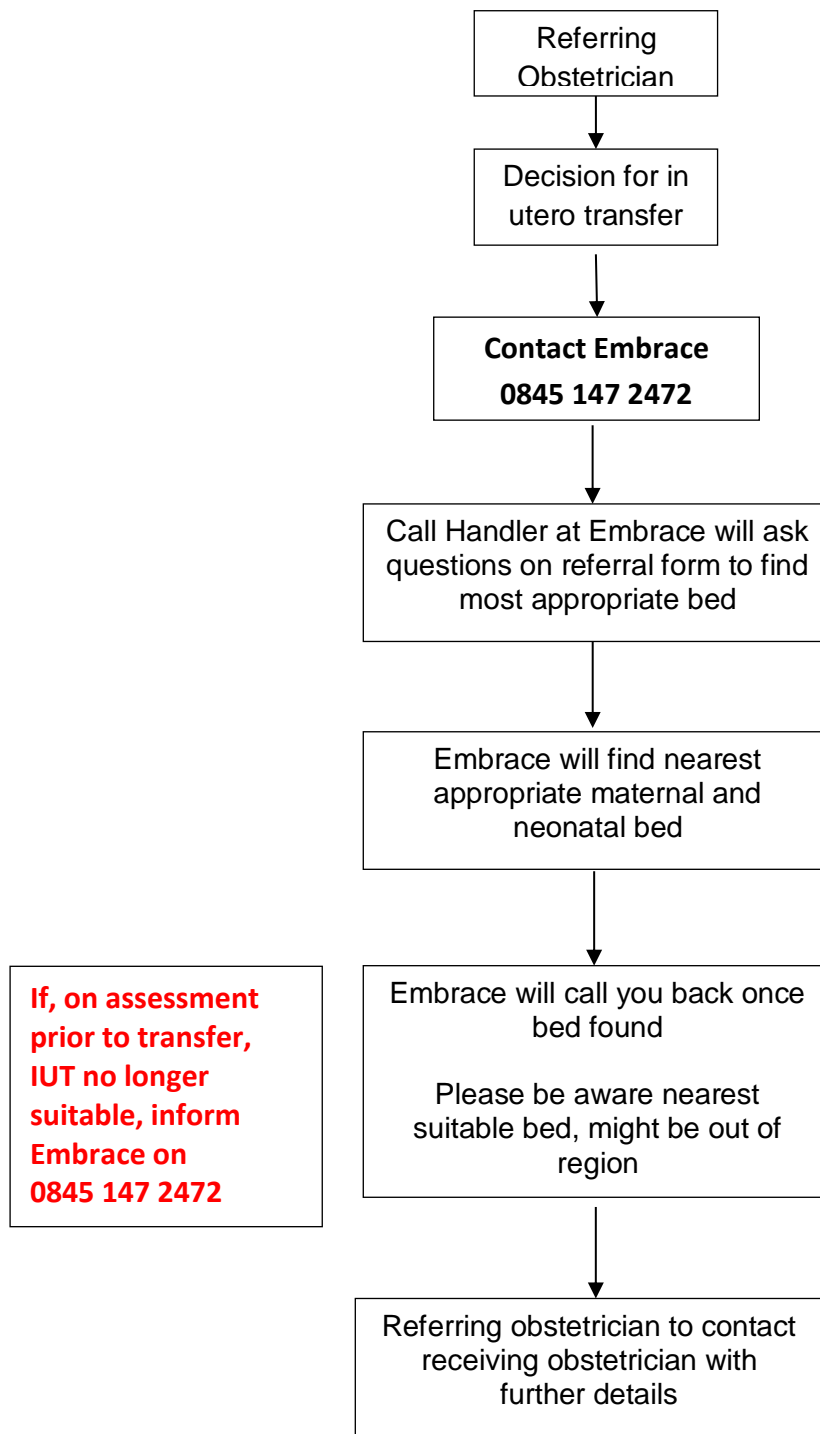 Referring
Obstetrician
Decision for in
utero transfer
Contact Embrace
0845 147 2472
Call Handler at Embrace will ask
questions on referral form to find
most appropriate bed
Embrace will find nearest
appropriate maternal and
neonatal bed
If, on assessment
prior to transfer,
IUT no longer
suitable, inform
Embrace on
0845 147 2472
Embrace will call you back once
bed found
Please be aware nearest
suitable bed, might be out of
region
Referring obstetrician to contact
receiving obstetrician with
further details